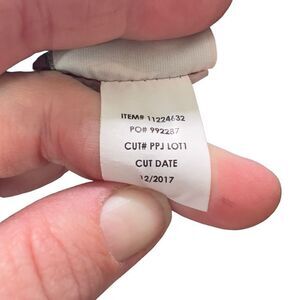 ITEM# 11224632
PO# 992287
CUT# PPJ LOT1
CUT DATE
12/2017